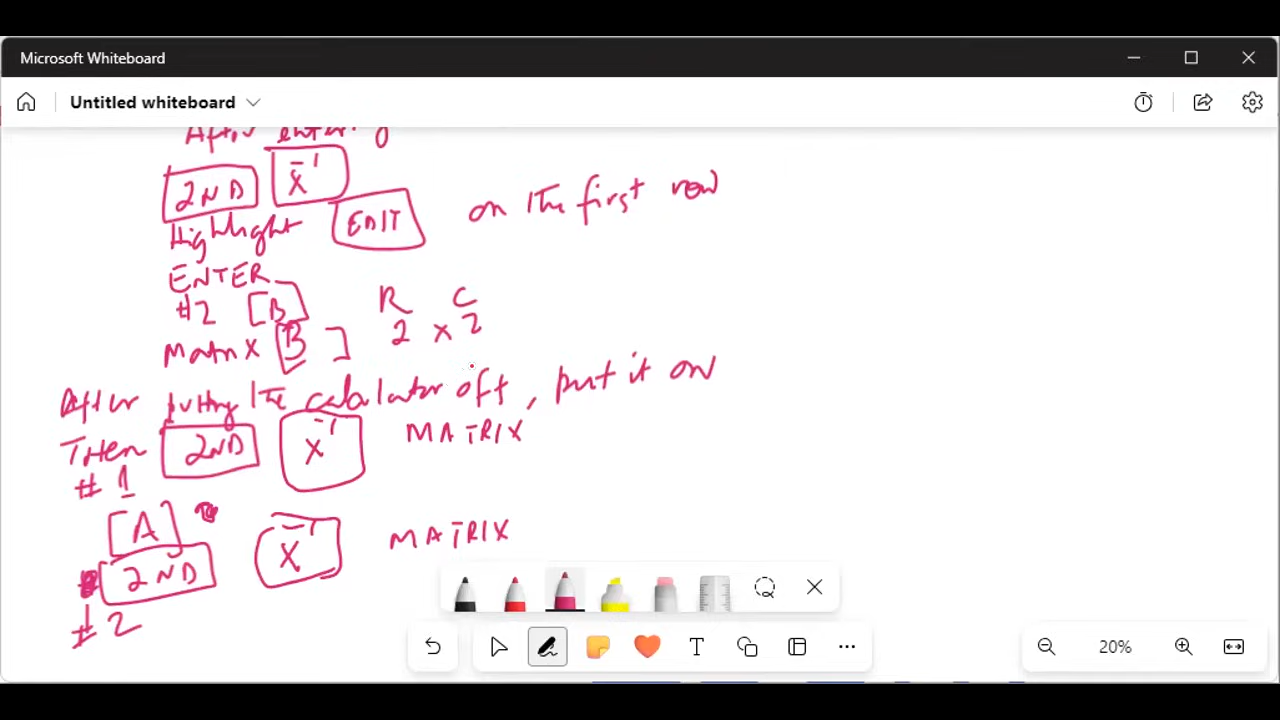 Microsoft Whiteboard
Untitled whiteboard
After
2ND X⁻¹
Highlight EDIT on the first row
ENTER
#2 [B] R C
Matrix [B] 2 x 2
After putting the calculator off, put it on
Then 2ND X⁻¹ MATRIX
# 1
[A]
2ND X⁻¹ MATRIX
# 2
20%